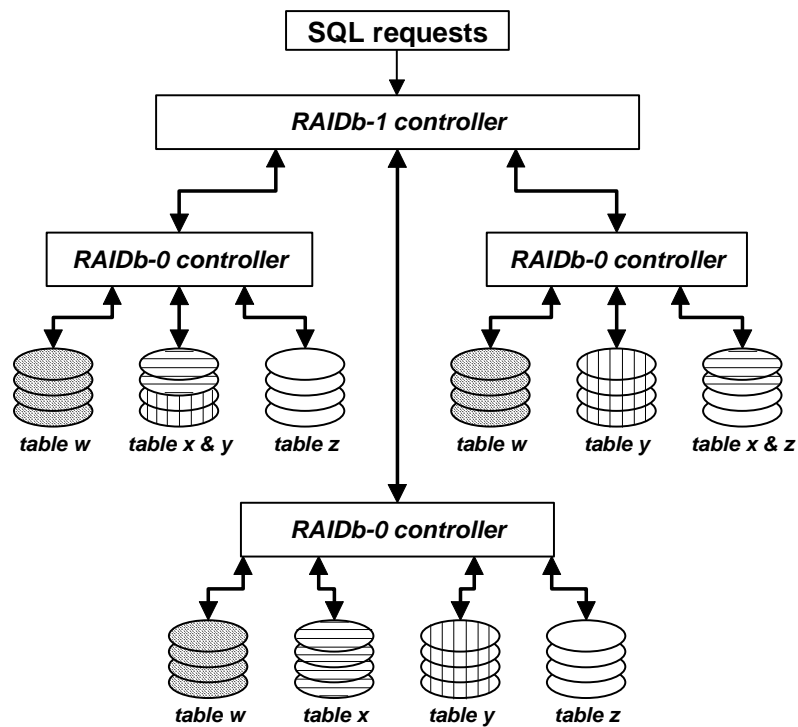 SQL requests
RAIDb-1 controller
RAIDb-0 controller
RAIDb-0 controller
table w
table x & y
table z
table w
table y
table x & z
RAIDb-0 controller
table w
table x
table y
table z